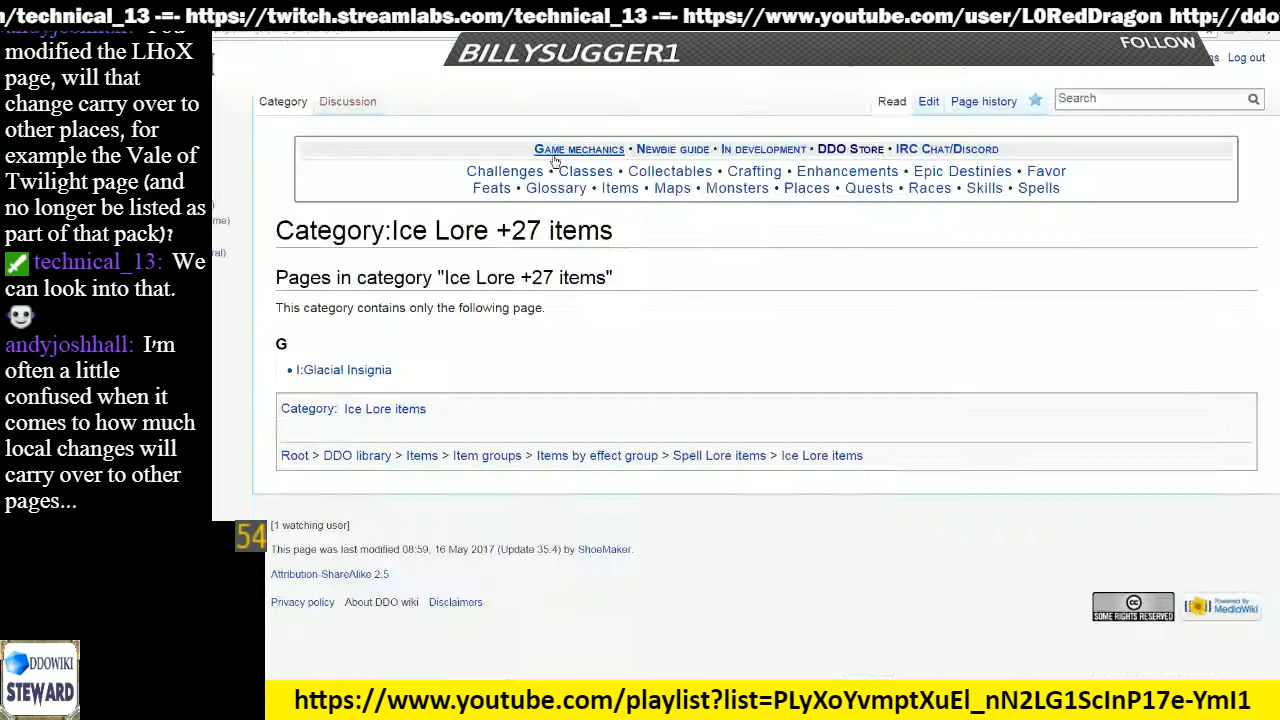 /technical_13 -=- https://twitch.streamlabs.com/technical_13 -=- https://www.youtube.com/user/L0RedDragon http://ddo
modified the LHoX
page, will that
change carry over to
other places, for
example the Vale of
Twilight page (and
no longer be listed as
part of that pack)?
technical_13: We
can look into that.
andyjoshhall: I'm
often a little
confused when it
comes to how much
local changes will
carry over to other
pages...
BILLYSUGGER1
FOLLOW
Log out
Category Discussion
Read Edit Page history
Search
Game mechanics • Newbie guide • In development • DDO Store • IRC Chat/Discord
Challenges • Classes • Collectables • Crafting • Enhancements • Epic Destinies • Favor
Feats • Glossary • Items • Maps • Monsters • Places • Quests • Races • Skills • Spells
Category:Ice Lore +27 items
Pages in category "Ice Lore +27 items"
This category contains only the following page.
G
• I:Glacial Insignia
Category: Ice Lore items
Root > DDO library > Items > Item groups > Items by effect group > Spell Lore items > Ice Lore items
54
[1 watching user]
This page was last modified 08:59, 16 May 2017 (Update 35.4) by ShoeMaker.
Attribution-ShareAlike 2.5
Privacy policy About DDO wiki Disclaimers
SOME RIGHTS RESERVED
Powered By
MediaWiki
DDOWIKI
STEWARD
https://www.youtube.com/playlist?list=PLyXoYvmptXuEl_nN2LG1ScInP17e-YmI1